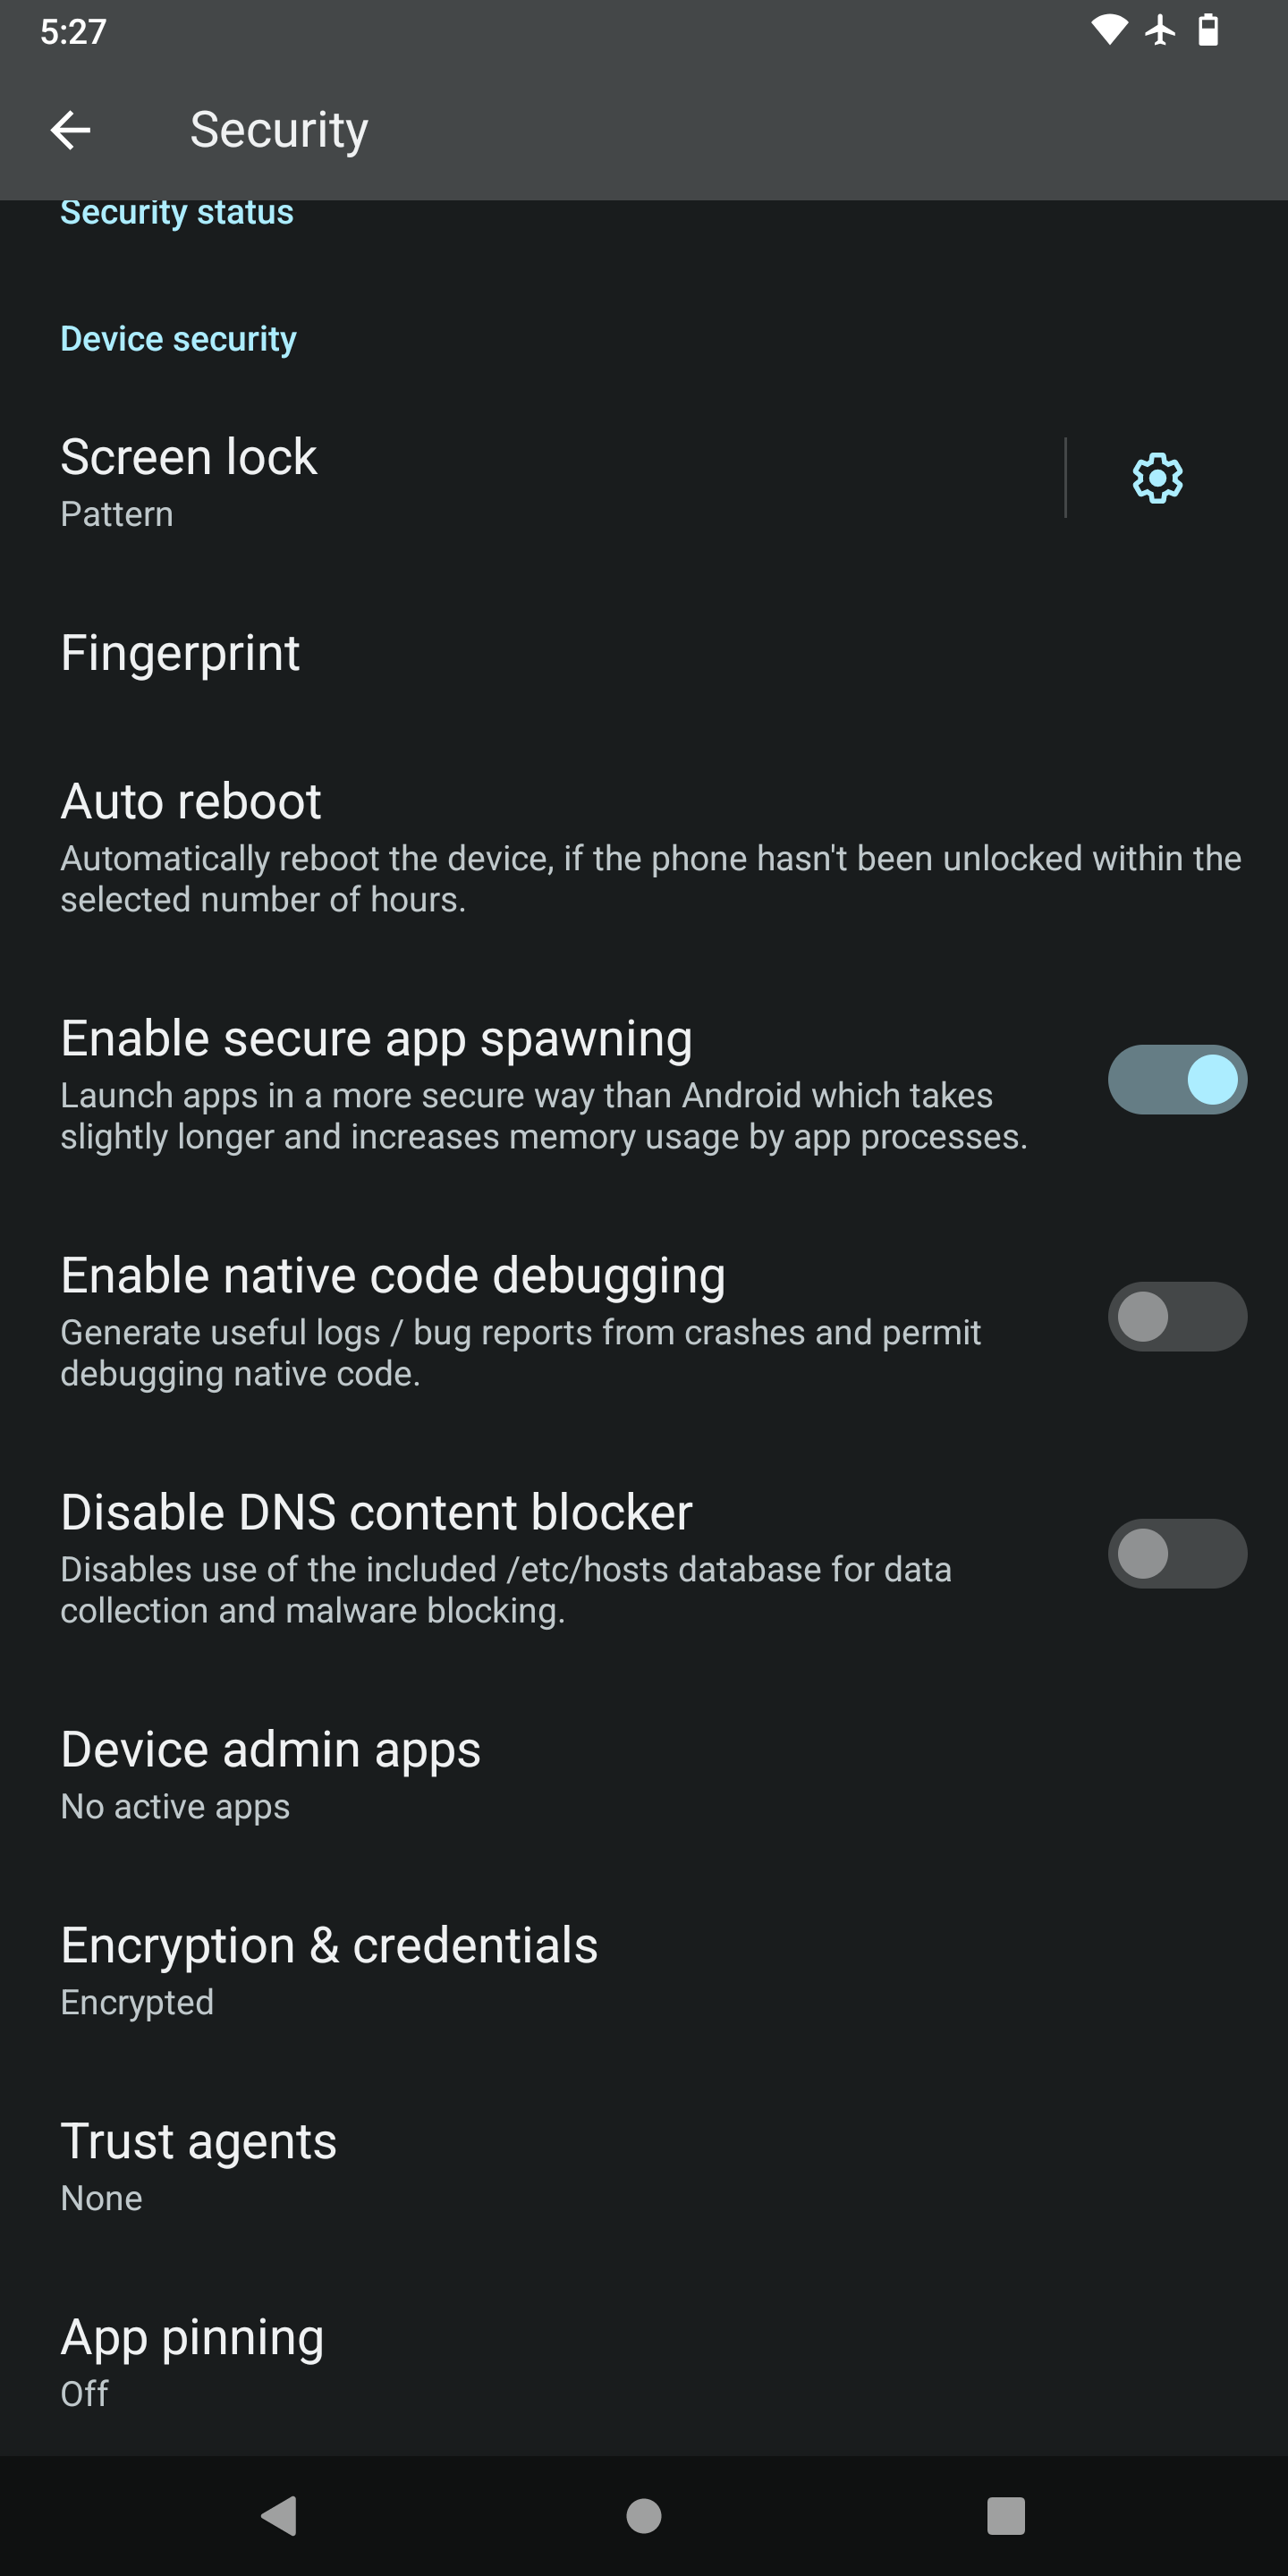 5:27
Security
Security status
Device security
Screen lock
Pattern
Fingerprint
Auto reboot
Automatically reboot the device, if the phone hasn't been unlocked within the
selected number of hours.
Enable secure app spawning
Launch apps in a more secure way than Android which takes
slightly longer and increases memory usage by app processes.
Enable native code debugging
Generate useful logs / bug reports from crashes and permit
debugging native code.
Disable DNS content blocker
Disables use of the included /etc/hosts database for data
collection and malware blocking.
Device admin apps
No active apps
Encryption & credentials
Encrypted
Trust agents
None
App pinning
Off